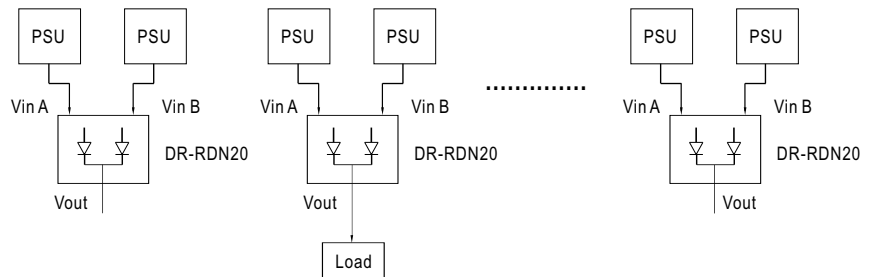 PSU PSU PSU PSU PSU PSU
Vin A Vin B Vin A Vin B Vin A Vin B
DR-RDN20 DR-RDN20 DR-RDN20
Vout Vout Vout
Load